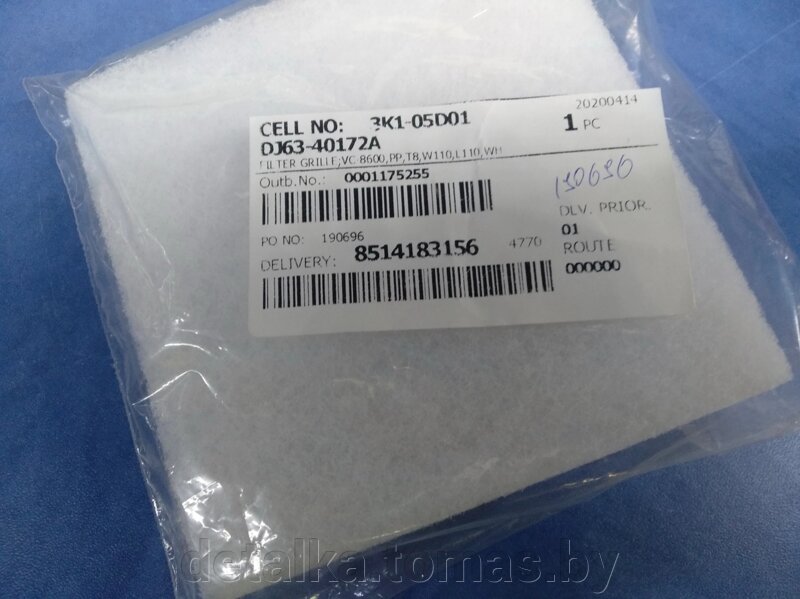 20200414
CELL NO: 3K1-05D01
1 PC
DJ63-40172A
FILTER GRILLE;VC-8600,PP,T8,W110,L110,WH
Outb.No.: 0001175255
190696
DLV. PRIOR.
01
PO NO: 190696
DELIVERY: 8514183156 4770
ROUTE
000000
detalka.tomas.by